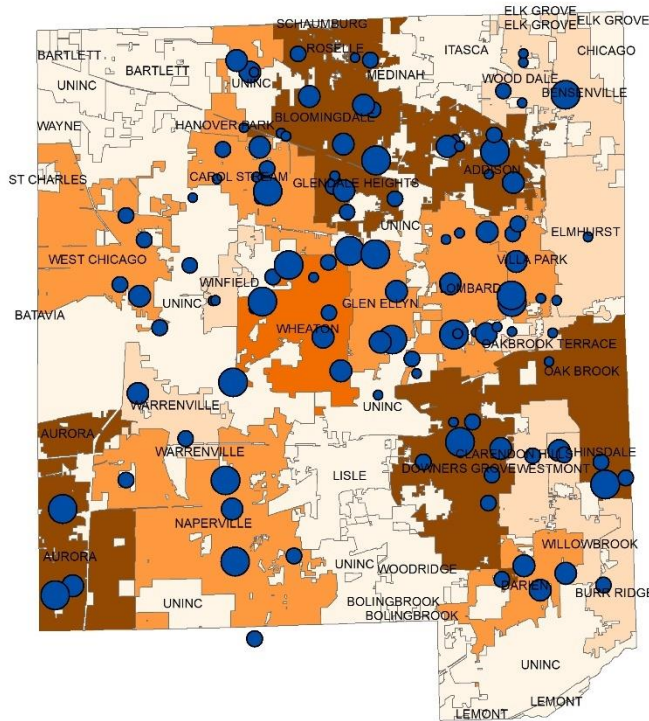 ELK GROVE
SCHAUMBURG
ELK GROVE
ELK GROVE
BARTLETT
ROSELLE
ITASCA
CHICAGO
BARTLETT
MEDINAH
UNINC
UNINC
WOOD DALE
BENSENVILLE
WAYNE
HANOVER PARK
BLOOMINGDALE
ST CHARLES
CAROL STREAM
GLENDALE HEIGHTS
ADDISON
UNINC
ELMHURST
WEST CHICAGO
VILLA PARK
WINFIELD
UNINC
GLEN ELLYN
LOMBARD
BATAVIA
WHEATON
OAKBROOK TERRACE
OAK BROOK
WARRENVILLE
UNINC
AURORA
WARRENVILLE
CLARENDON HILLS
HINSDALE
LISLE
DOWNERS GROVE
WESTMONT
NAPERVILLE
WILLOWBROOK
AURORA
UNINC
WOODRIDGE
DARIEN
BURR RIDGE
UNINC
BOLINGBROOK
BOLINGBROOK
UNINC
LEMONT
LEMONT